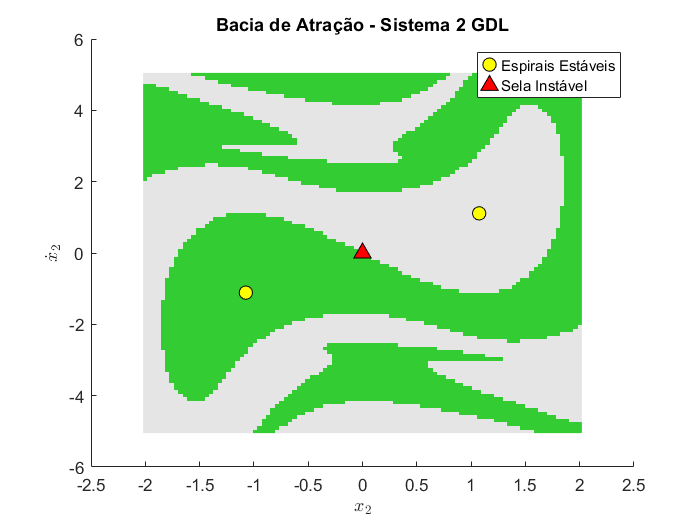 Bacia de Atração - Sistema 2 GDL
Espirais Estáveis
Sela Instável
6
4
2
0
-2
-4
-6
ẋ₂
-2.5 -2 -1.5 -1 -0.5 0 0.5 1 1.5 2 2.5
x₂